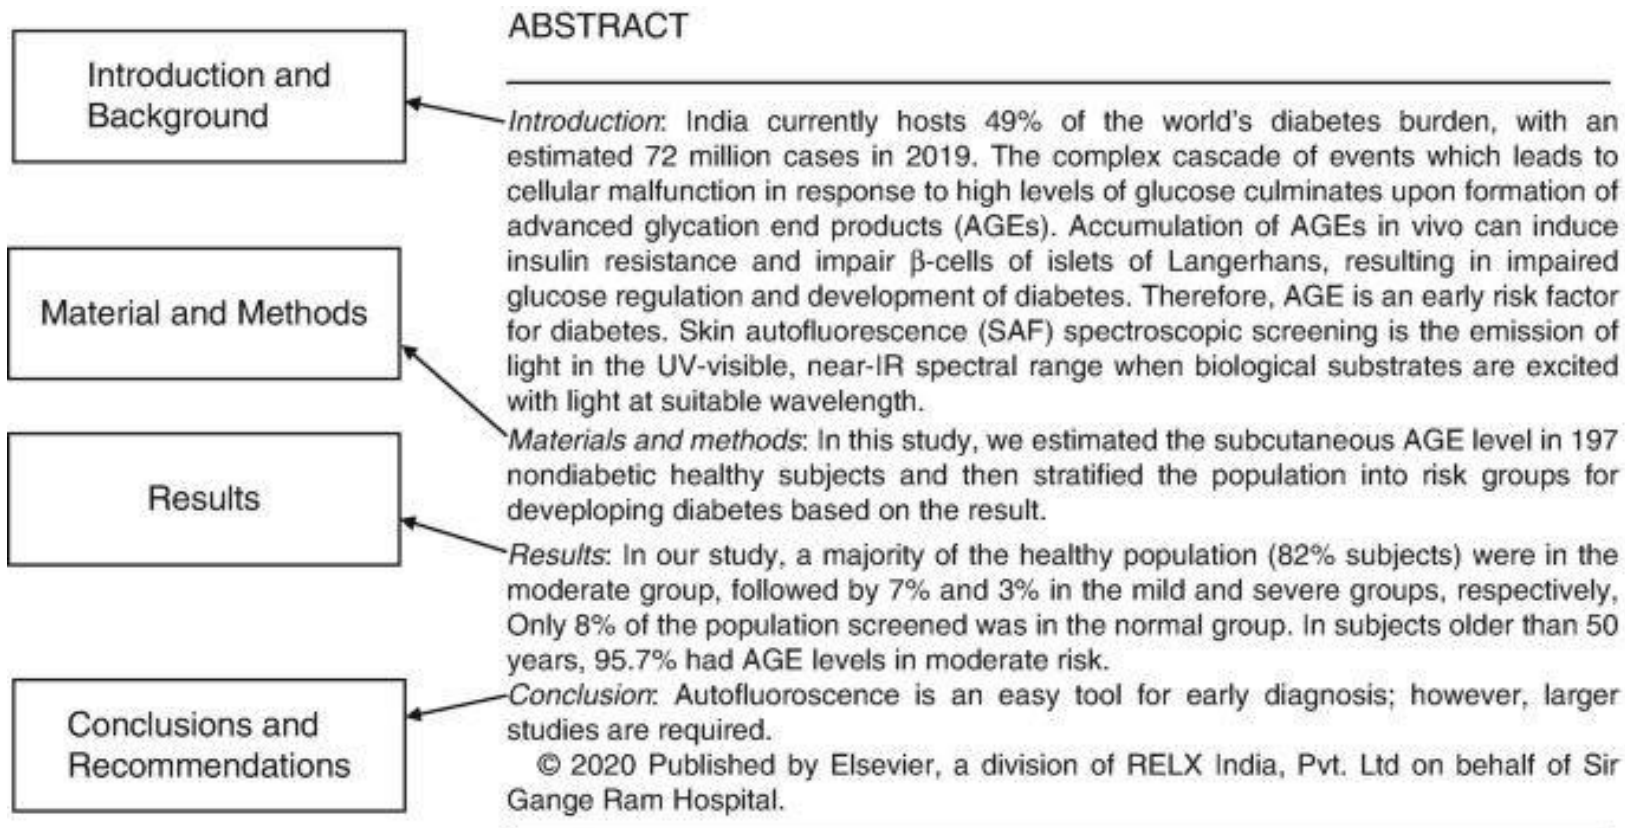 ABSTRACT
Introduction and
Background
Introduction: India currently hosts 49% of the world's diabetes burden, with an
estimated 72 million cases in 2019. The complex cascade of events which leads to
cellular malfunction in response to high levels of glucose culminates upon formation of
advanced glycation end products (AGEs). Accumulation of AGEs in vivo can induce
insulin resistance and impair β-cells of islets of Langerhans, resulting in impaired
glucose regulation and development of diabetes. Therefore, AGE is an early risk factor
for diabetes. Skin autofluorescence (SAF) spectroscopic screening is the emission of
light in the UV-visible, near-IR spectral range when biological substrates are excited
with light at suitable wavelength.
Material and Methods
Materials and methods: In this study, we estimated the subcutaneous AGE level in 197
nondiabetic healthy subjects and then stratified the population into risk groups for
deveploping diabetes based on the result.
Results
Results: In our study, a majority of the healthy population (82% subjects) were in the
moderate group, followed by 7% and 3% in the mild and severe groups, respectively,
Only 8% of the population screened was in the normal group. In subjects older than 50
years, 95.7% had AGE levels in moderate risk.
Conclusions and
Recommendations
Conclusion: Autofluoroscence is an easy tool for early diagnosis; however, larger
studies are required.
© 2020 Published by Elsevier, a division of RELX India, Pvt. Ltd on behalf of Sir
Gange Ram Hospital.